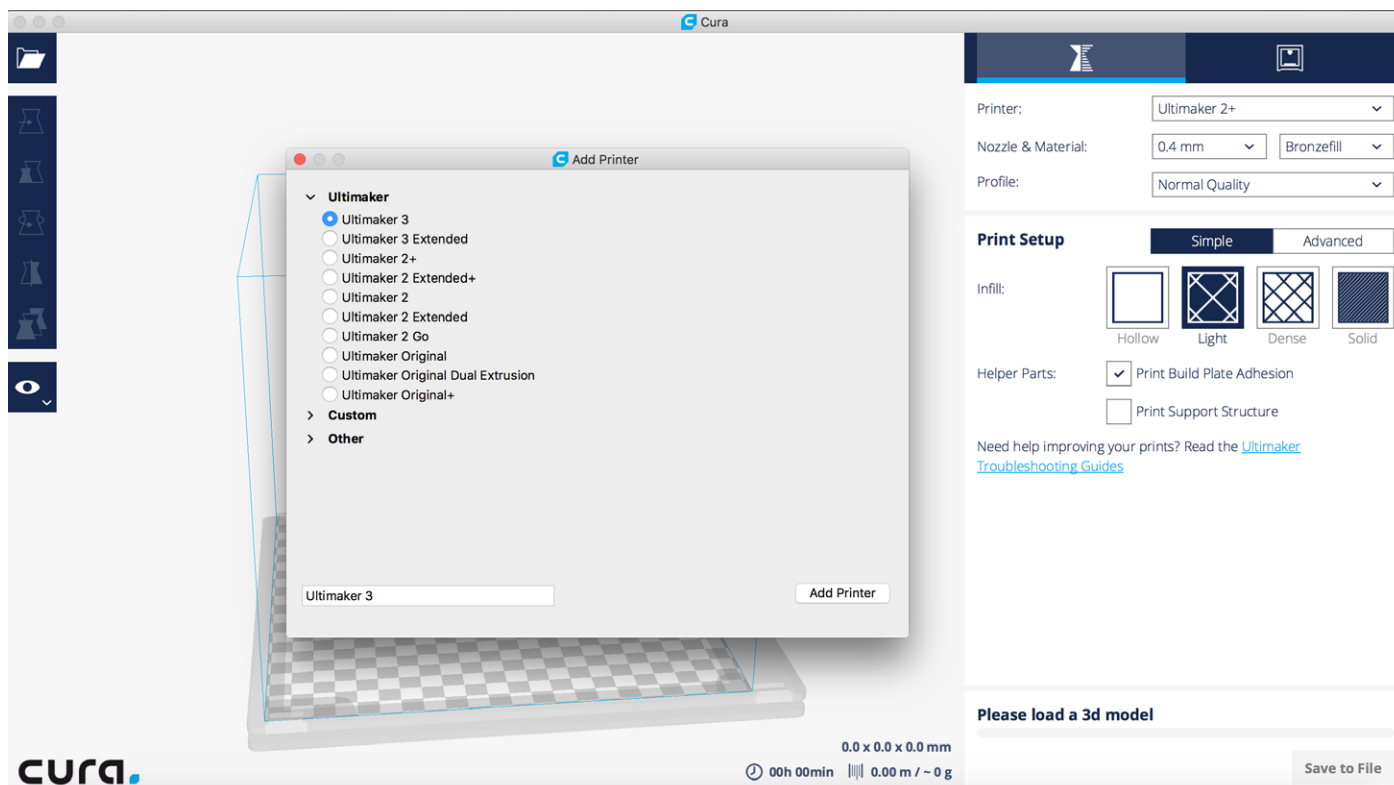 Cura
Add Printer
Ultimaker
Ultimaker 3
Ultimaker 3 Extended
Ultimaker 2+
Ultimaker 2 Extended+
Ultimaker 2
Ultimaker 2 Extended
Ultimaker 2 Go
Ultimaker Original
Ultimaker Original Dual Extrusion
Ultimaker Original+
Custom
Other
Ultimaker 3
Add Printer
Printer: Ultimaker 2+
Nozzle & Material: 0.4 mm Bronzefill
Profile: Normal Quality
Print Setup Simple Advanced
Infill:
Hollow Light Dense Solid
Helper Parts: Print Build Plate Adhesion
Print Support Structure
Need help improving your prints? Read the Ultimaker
Troubleshooting Guides
Please load a 3d model
0.0 x 0.0 x 0.0 mm
00h 00min 0.00 m / ~ 0 g
Save to File
cura.